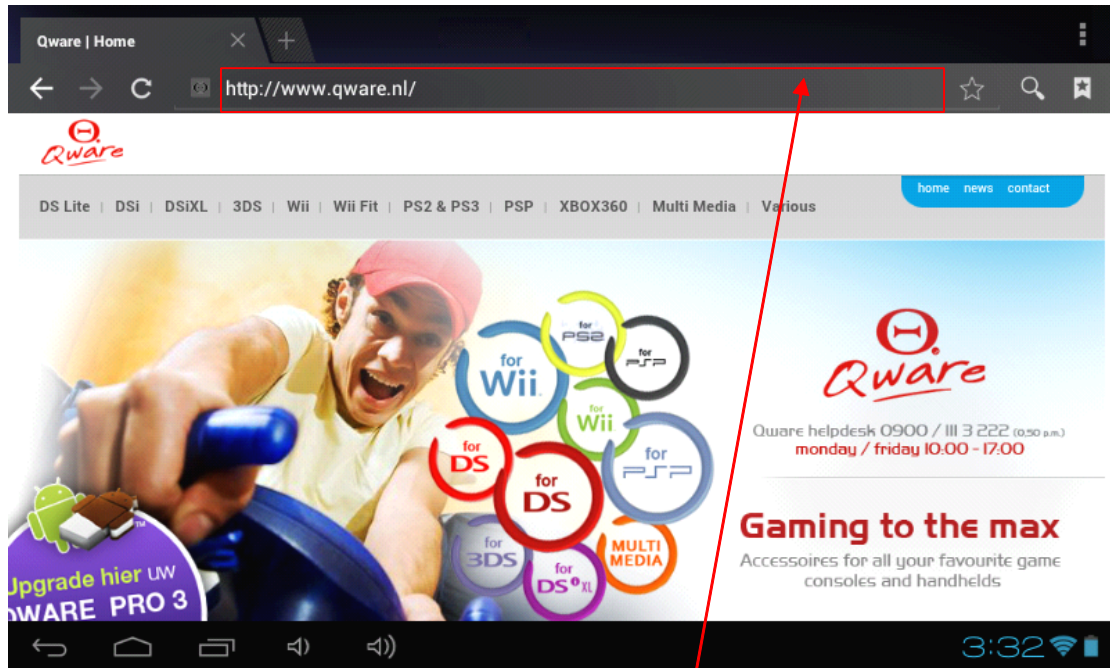 Qware | Home
http://www.qware.nl/
Qware
home news contact
DS Lite | DSi | DSiXL | 3DS | Wii | Wii Fit | PS2 & PS3 | PSP | XBOX360 | Multi Media | Various
for PS2
for PSP
for Wii
for Wii
for DS
for PSP
for DS
for 3DS
MULTI MEDIA
for DSi XL
Qware
Qware helpdesk 0900 / 111 3 222 (0,50 p.m.)
monday / friday 10:00 - 17:00
Gaming to the max
Accessoires for all your favourite game
consoles and handhelds
TM
Upgrade hier UW
QWARE PRO 3
3:32